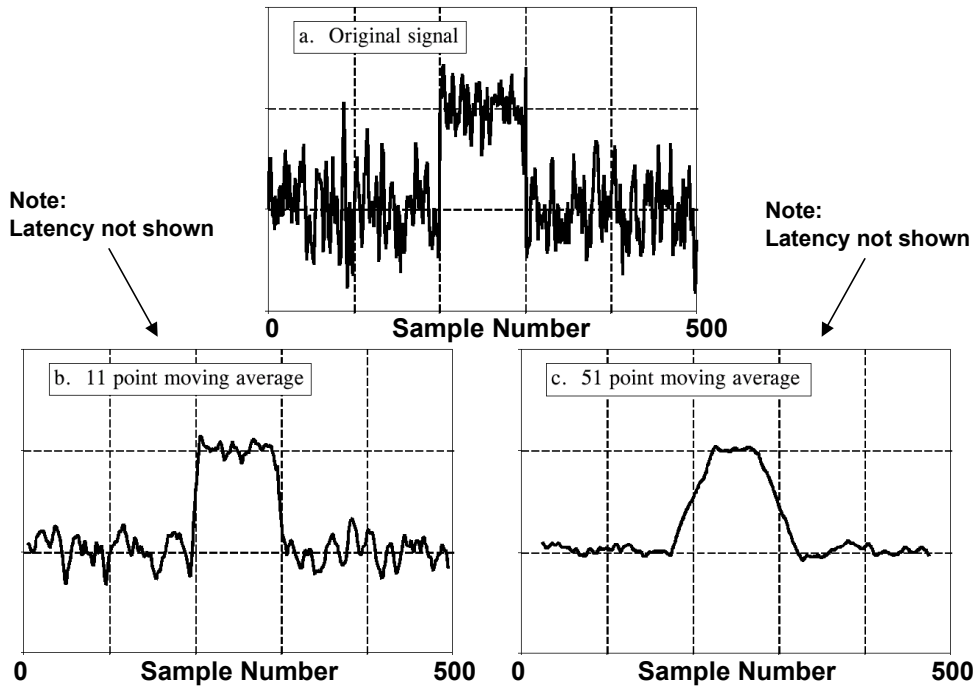 a. Original signal
Note:
Latency not shown
Note:
Latency not shown
0 Sample Number 500
b. 11 point moving average
c. 51 point moving average
0 Sample Number 500
0 Sample Number 500